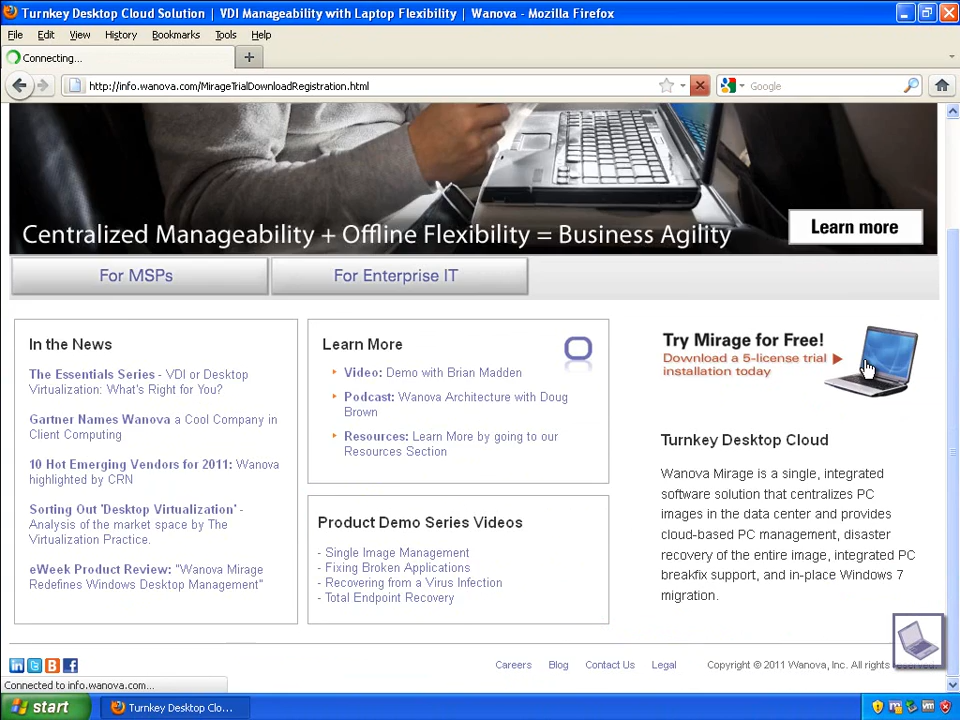 Turnkey Desktop Cloud Solution | VDI Manageability with Laptop Flexibility | Wanova - Mozilla Firefox
File Edit View History Bookmarks Tools Help
Connecting...
http://info.wanova.com/MirageTrialDownloadRegistration.html
Google
Centralized Manageability + Offline Flexibility = Business Agility
Learn more
For MSPs
For Enterprise IT
In the News
The Essentials Series - VDI or Desktop
Virtualization: What's Right for You?
Gartner Names Wanova a Cool Company in
Client Computing
10 Hot Emerging Vendors for 2011: Wanova
highlighted by CRN
Sorting Out 'Desktop Virtualization' -
Analysis of the market space by The
Virtualization Practice.
eWeek Product Review: "Wanova Mirage
Redefines Windows Desktop Management"
Learn More
Video: Demo with Brian Madden
Podcast: Wanova Architecture with Doug
Brown
Resources: Learn More by going to our
Resources Section
Product Demo Series Videos
- Single Image Management
- Fixing Broken Applications
- Recovering from a Virus Infection
- Total Endpoint Recovery
Try Mirage for Free!
Download a 5-license trial
installation today
Turnkey Desktop Cloud
Wanova Mirage is a single, integrated
software solution that centralizes PC
images in the data center and provides
cloud-based PC management, disaster
recovery of the entire image, integrated PC
breakfix support, and in-place Windows 7
migration.
Careers Blog Contact Us Legal Copyright © 2011 Wanova, Inc. All rights
Connected to info.wanova.com...
start
Turnkey Desktop Clo...